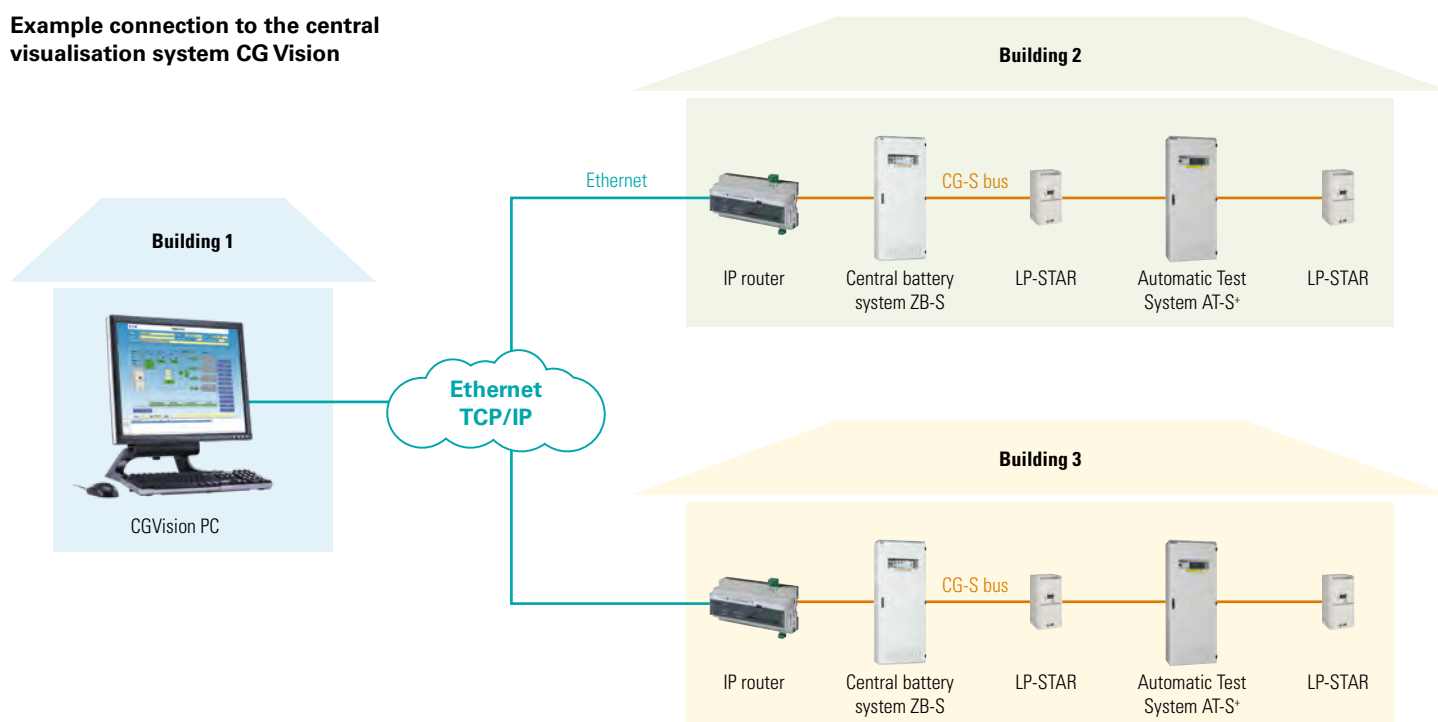 Example connection to the central
visualisation system CG Vision
Building 2
Ethernet
CG-S bus
IP router
Central battery
system ZB-S
LP-STAR
Automatic Test
System AT-S⁺
LP-STAR
Building 1
CGVision PC
Ethernet
TCP/IP
Building 3
CG-S bus
IP router
Central battery
system ZB-S
LP-STAR
Automatic Test
System AT-S⁺
LP-STAR